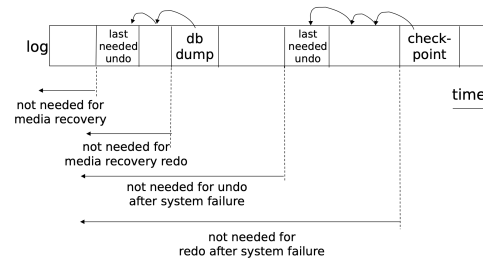 log
last
needed
undo
db
dump
last
needed
undo
check-
point
time
not needed for
media recovery
not needed for
media recovery redo
not needed for undo
after system failure
not needed for
redo after system failure